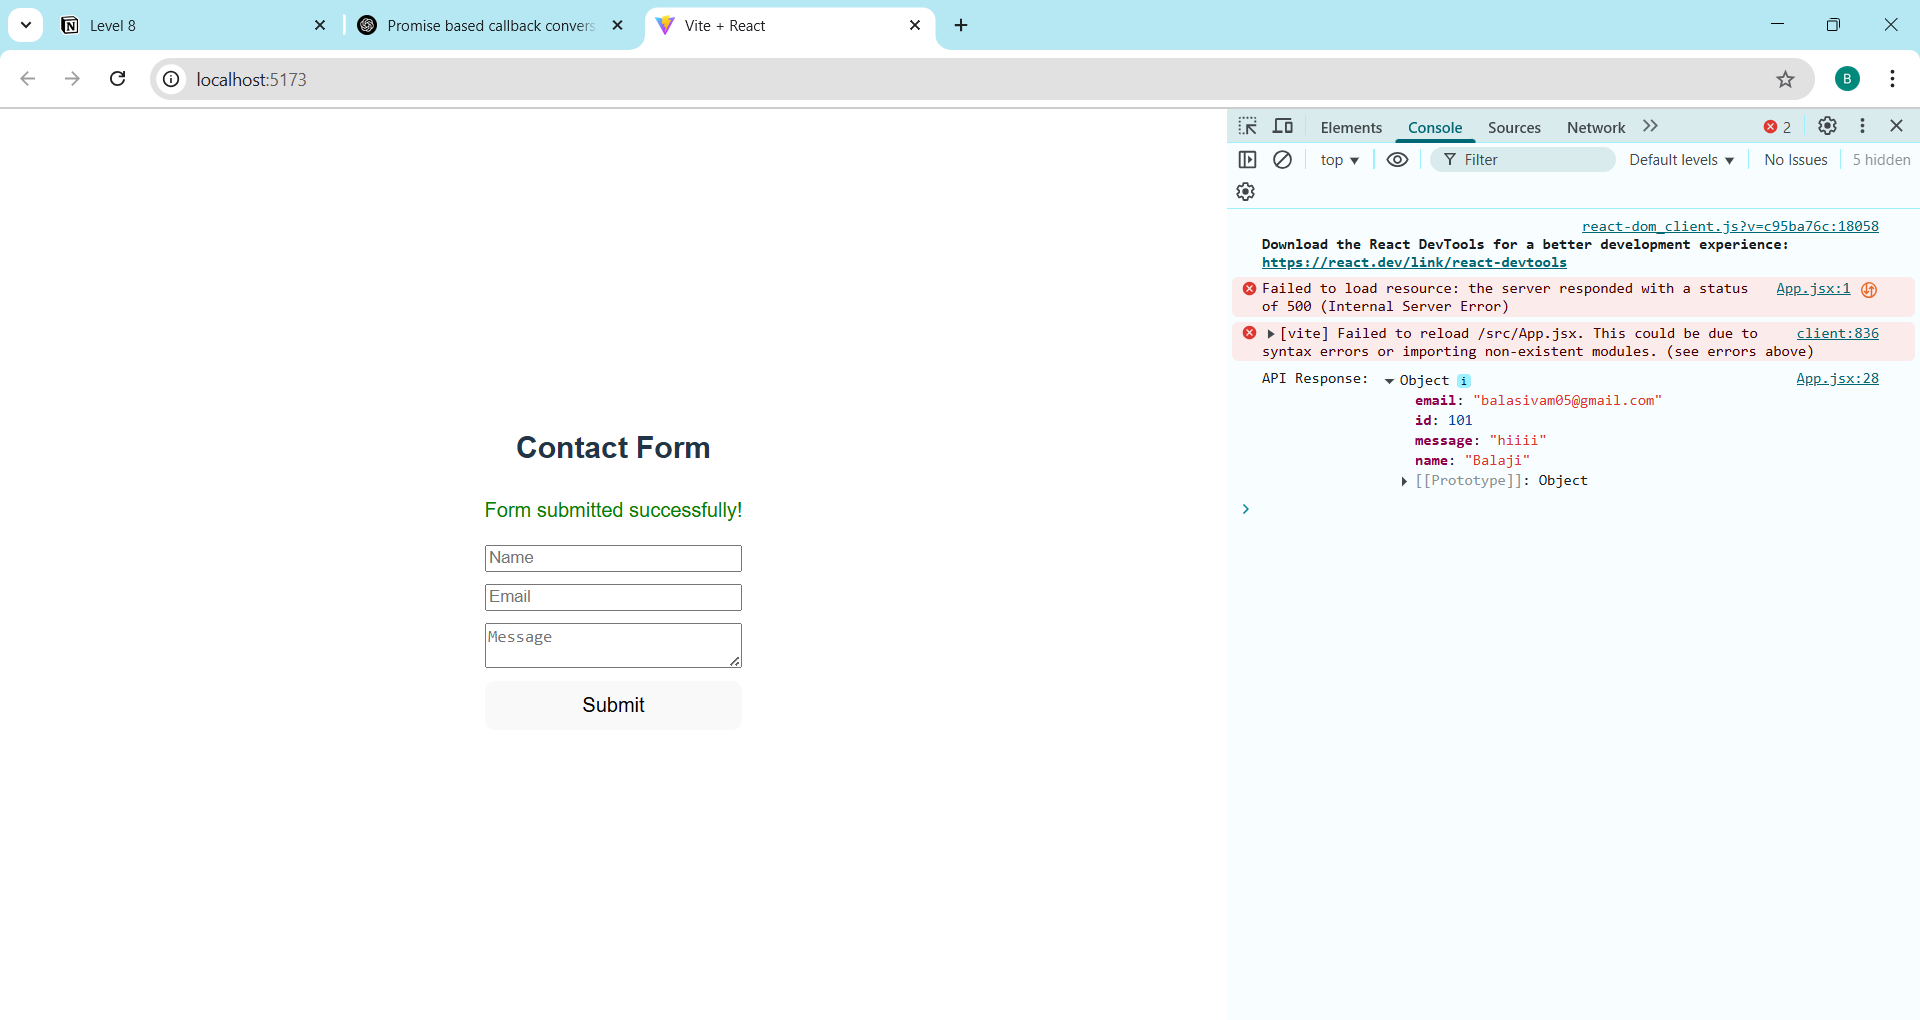 Level 8
Promise based callback convers
Vite + React
localhost:5173
B
Elements
Console
Sources
Network
2
top
Filter
Default levels
No Issues
5 hidden
react-dom_client.js?v=c95ba76c:18058
Download the React DevTools for a better development experience:
https://react.dev/link/react-devtools
Failed to load resource: the server responded with a status App.jsx:1
of 500 (Internal Server Error)
[vite] Failed to reload /src/App.jsx. This could be due to client:836
syntax errors or importing non-existent modules. (see errors above)
API Response: Object i App.jsx:28
email: "balasivam05@gmail.com"
id: 101
message: "hiiii"
name: "Balaji"
[[Prototype]]: Object
Contact Form
Form submitted successfully!
Name
Email
Message
Submit